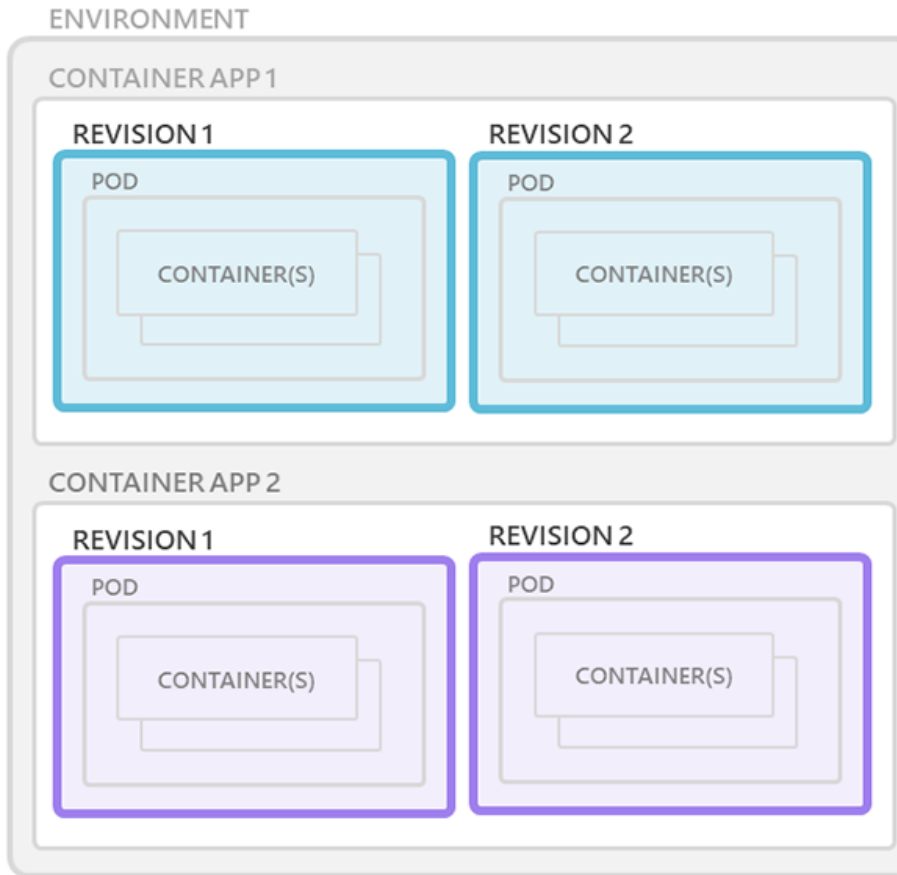 ENVIRONMENT
CONTAINER APP 1
REVISION 1
REVISION 2
POD
POD
CONTAINER(S)
CONTAINER(S)
CONTAINER APP 2
REVISION 1
REVISION 2
POD
POD
CONTAINER(S)
CONTAINER(S)